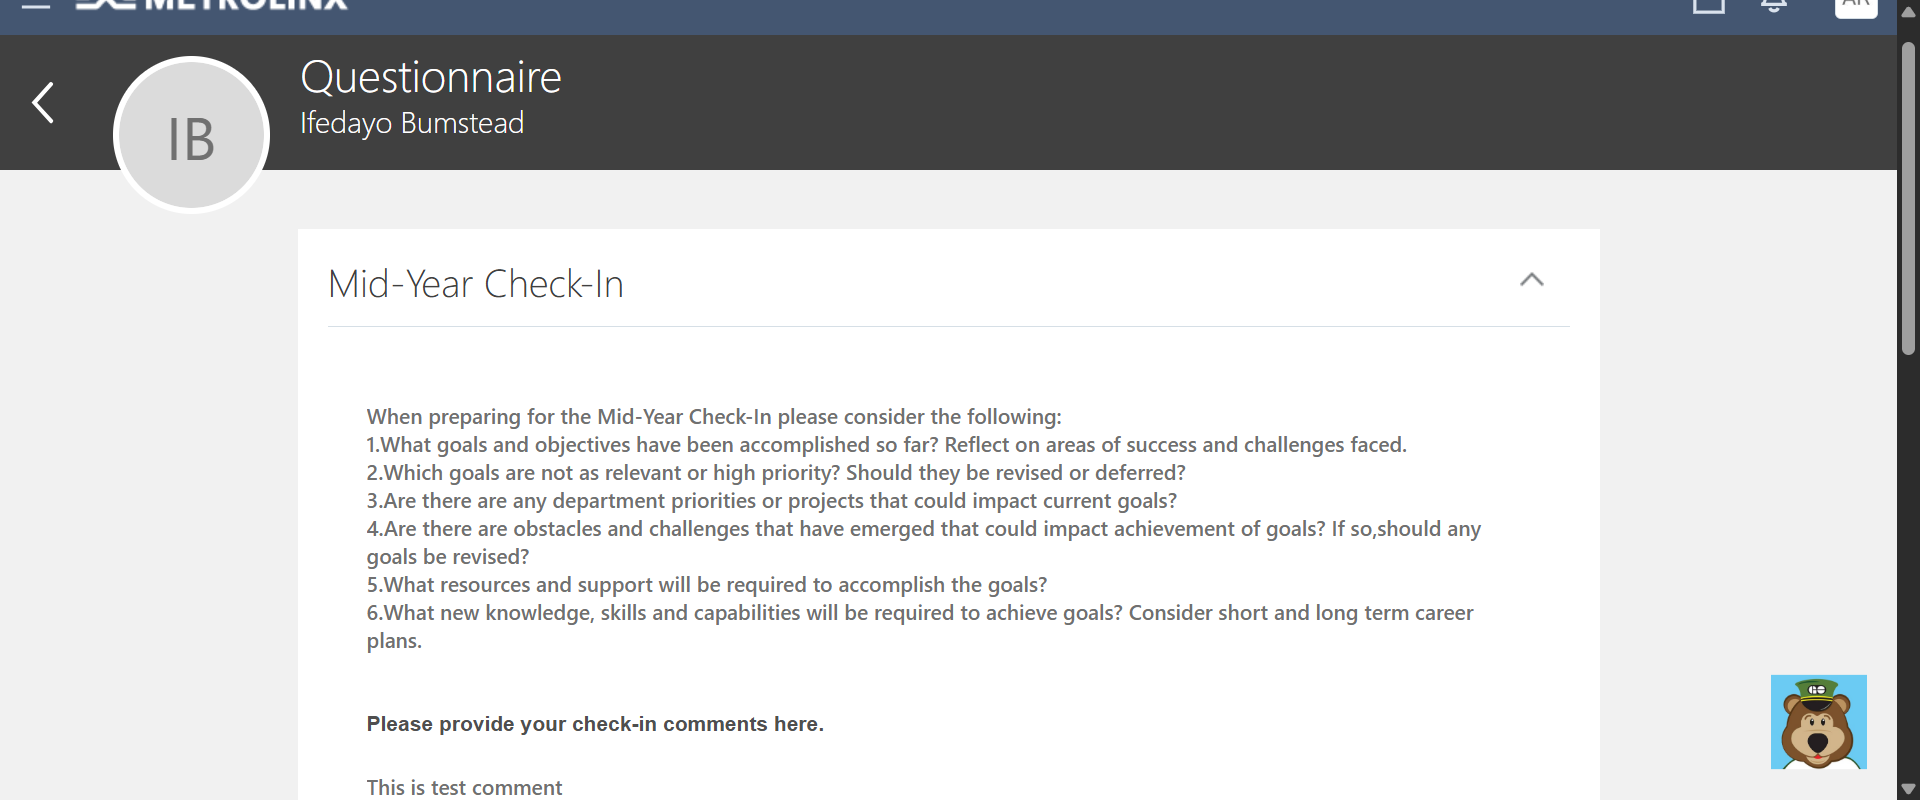 METROLINX
AR
IB
Questionnaire
Ifedayo Bumstead
Mid-Year Check-In
When preparing for the Mid-Year Check-In please consider the following:
1.What goals and objectives have been accomplished so far? Reflect on areas of success and challenges faced.
2.Which goals are not as relevant or high priority? Should they be revised or deferred?
3.Are there are any department priorities or projects that could impact current goals?
4.Are there are obstacles and challenges that have emerged that could impact achievement of goals? If so,should any
goals be revised?
5.What resources and support will be required to accomplish the goals?
6.What new knowledge, skills and capabilities will be required to achieve goals? Consider short and long term career
plans.
Please provide your check-in comments here.
This is test comment
GO